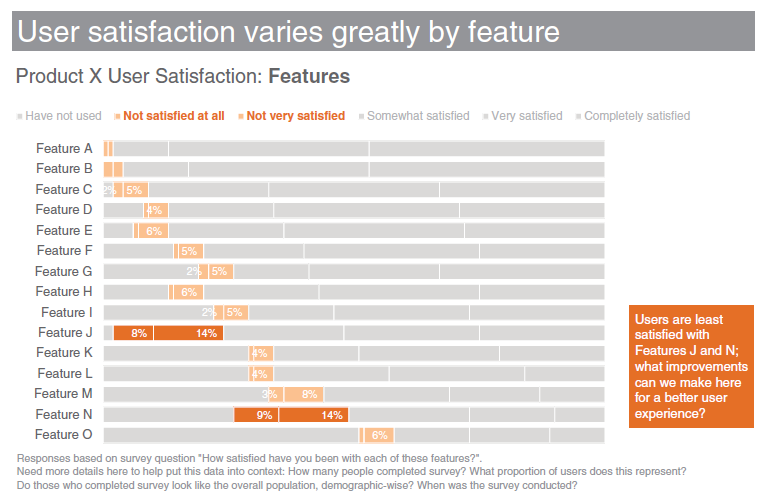 User satisfaction varies greatly by feature
Product X User Satisfaction: Features
Have not used Not satisfied at all Not very satisfied Somewhat satisfied Very satisfied Completely satisfied
Feature A
Feature B
Feature C 2% 5%
Feature D 4%
Feature E 6%
Feature F 5%
Feature G 2% 5%
Feature H 6%
Feature I 2% 5%
Feature J 8% 14%
Feature K 4%
Feature L 4%
Feature M 3% 8%
Feature N 9% 14%
Feature O 6%
Users are least
satisfied with
Features J and N;
what improvements
can we make here
for a better user
experience?
Responses based on survey question "How satisfied have you been with each of these features?".
Need more details here to help put this data into context: How many people completed survey? What proportion of users does this represent?
Do those who completed survey look like the overall population, demographic-wise? When was the survey conducted?